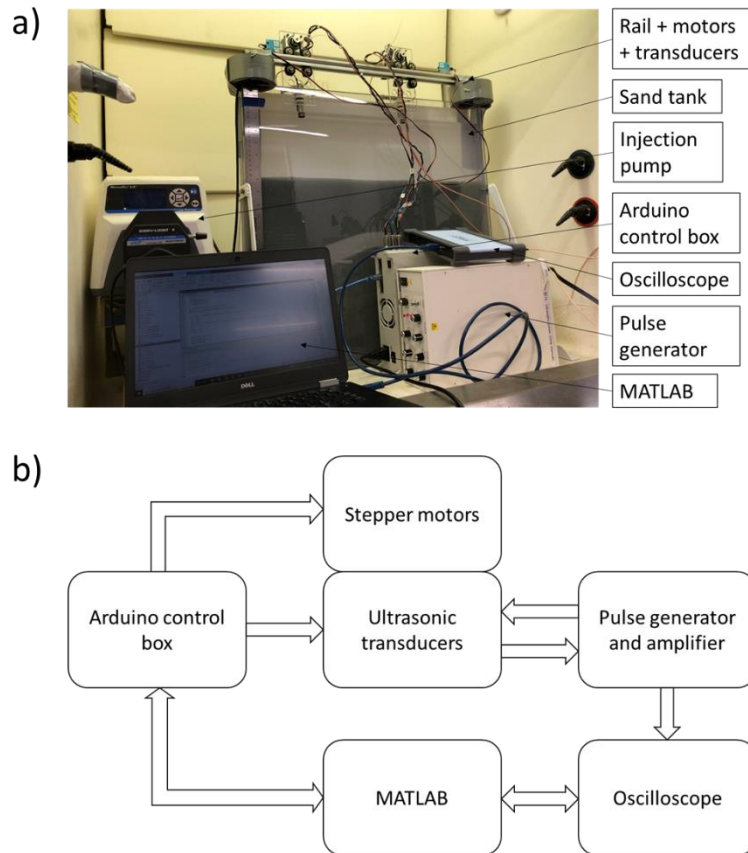 a)
Rail + motors
+ transducers
Sand tank
Injection
pump
Arduino
control box
Oscilloscope
Pulse
generator
MATLAB
DELL
b)
Stepper motors
Arduino control
box
Ultrasonic
transducers
Pulse generator
and amplifier
MATLAB
Oscilloscope